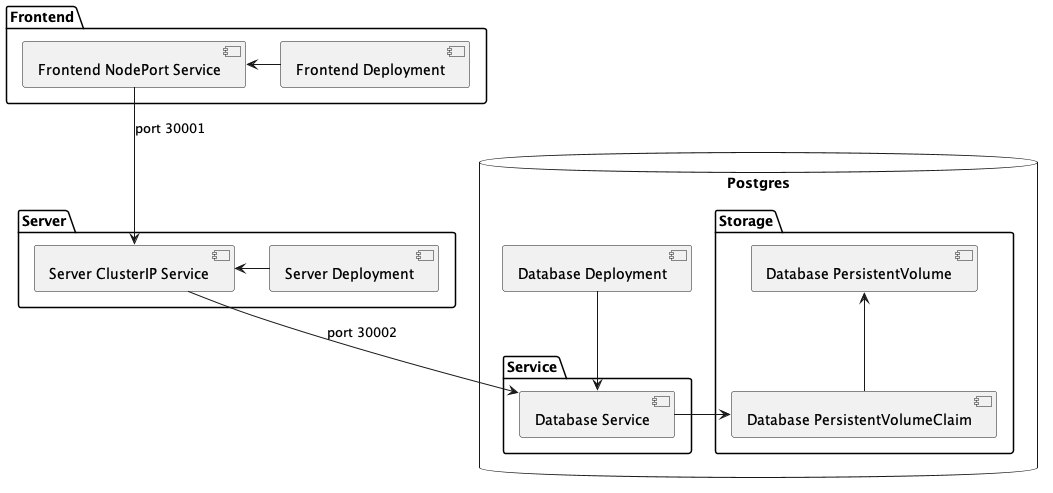 Frontend
Frontend NodePort Service
Frontend Deployment
port 30001
Postgres
Server
Storage
Server ClusterIP Service
Server Deployment
Database Deployment
Database PersistentVolume
port 30002
Service
Database Service
Database PersistentVolumeClaim